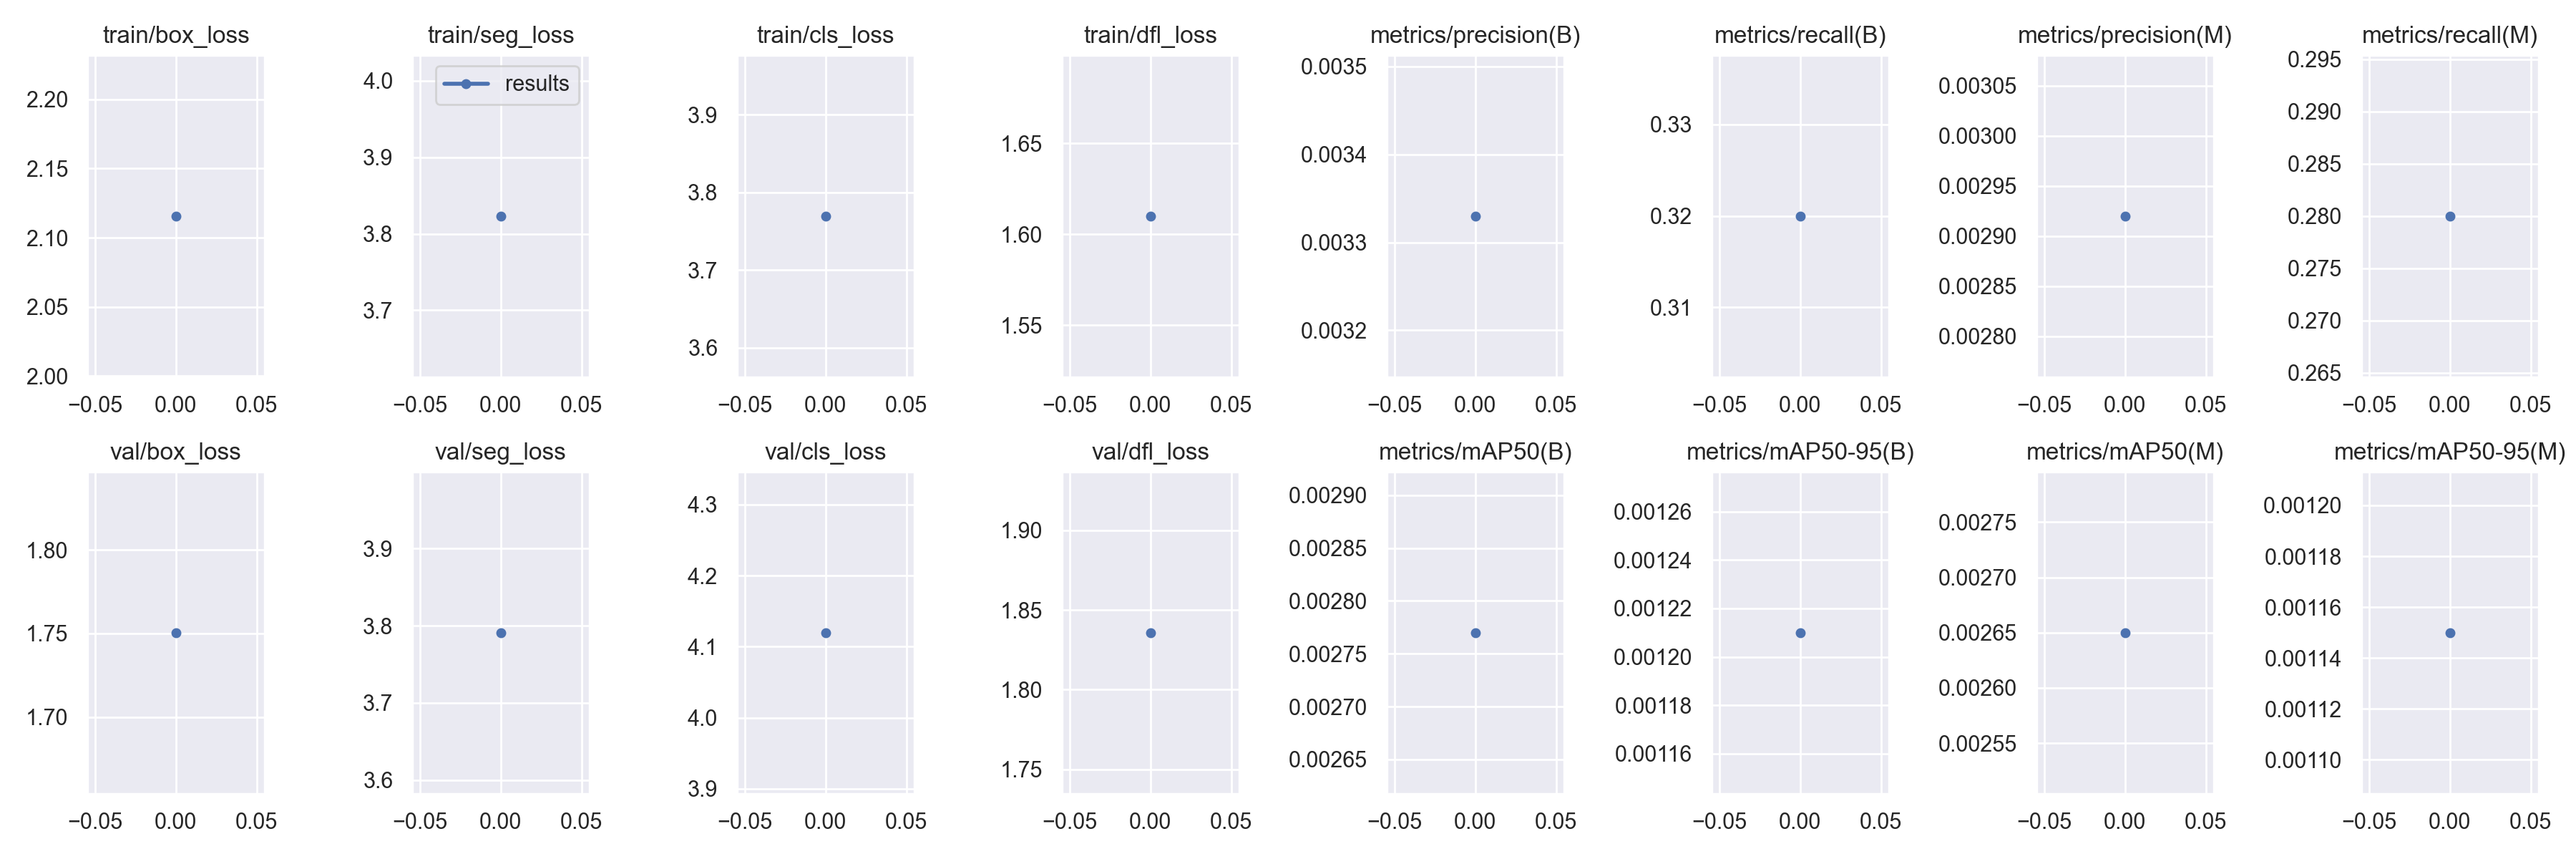 train/box_loss
2.20
2.15
2.10
2.05
2.00
−0.05 0.00 0.05
train/seg_loss
results
4.0
3.9
3.8
3.7
−0.05 0.00 0.05
train/cls_loss
3.9
3.8
3.7
3.6
−0.05 0.00 0.05
train/dfl_loss
1.65
1.60
1.55
−0.05 0.00 0.05
metrics/precision(B)
0.0035
0.0034
0.0033
0.0032
−0.05 0.00 0.05
metrics/recall(B)
0.33
0.32
0.31
−0.05 0.00 0.05
metrics/precision(M)
0.00305
0.00300
0.00295
0.00290
0.00285
0.00280
−0.05 0.00 0.05
metrics/recall(M)
0.295
0.290
0.285
0.280
0.275
0.270
0.265
−0.05 0.00 0.05
val/box_loss
1.80
1.75
1.70
−0.05 0.00 0.05
val/seg_loss
3.9
3.8
3.7
3.6
−0.05 0.00 0.05
val/cls_loss
4.3
4.2
4.1
4.0
3.9
−0.05 0.00 0.05
val/dfl_loss
1.90
1.85
1.80
1.75
−0.05 0.00 0.05
metrics/mAP50(B)
0.00290
0.00285
0.00280
0.00275
0.00270
0.00265
−0.05 0.00 0.05
metrics/mAP50-95(B)
0.00126
0.00124
0.00122
0.00120
0.00118
0.00116
−0.05 0.00 0.05
metrics/mAP50(M)
0.00275
0.00270
0.00265
0.00260
0.00255
−0.05 0.00 0.05
metrics/mAP50-95(M)
0.00120
0.00118
0.00116
0.00114
0.00112
0.00110
−0.05 0.00 0.05